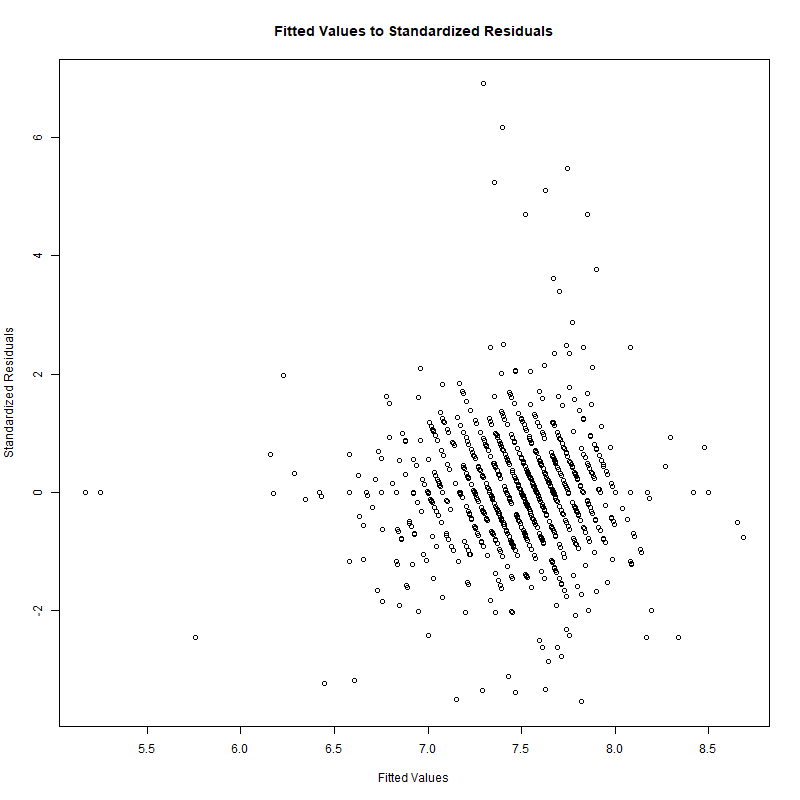 Fitted Values to Standardized Residuals
6
4
2
0
-2
Standardized Residuals
5.5 6.0 6.5 7.0 7.5 8.0 8.5
Fitted Values